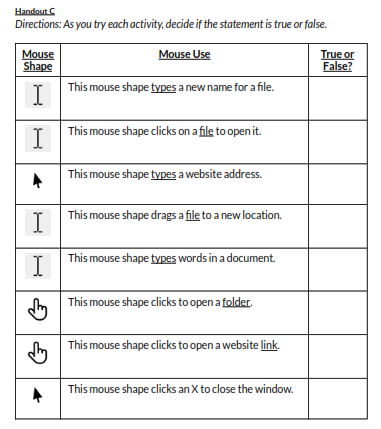 Handout C
Directions: As you try each activity, decide if the statement is true or false.
Mouse Shape
Mouse Use
True or False?
This mouse shape types a new name for a file.
This mouse shape clicks on a file to open it.
This mouse shape types a website address.
This mouse shape drags a file to a new location.
This mouse shape types words in a document.
This mouse shape clicks to open a folder.
This mouse shape clicks to open a website link.
This mouse shape clicks an X to close the window.